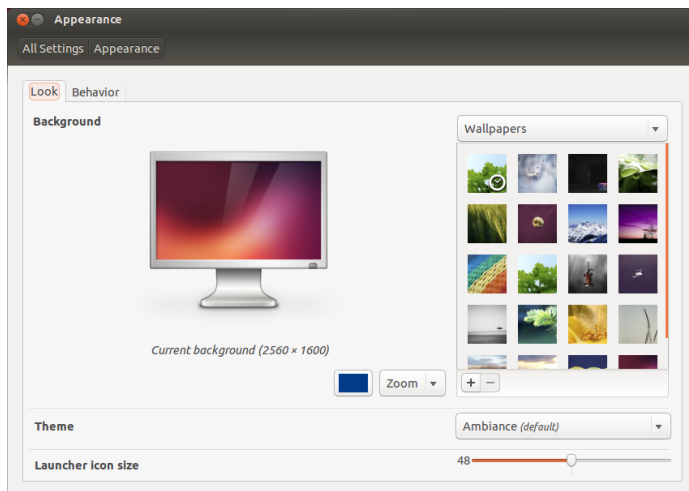 Appearance
All Settings Appearance
Look Behavior
Background
Wallpapers
Current background (2560 × 1600)
Zoom
+ −
Theme
Ambiance (default)
Launcher icon size
48